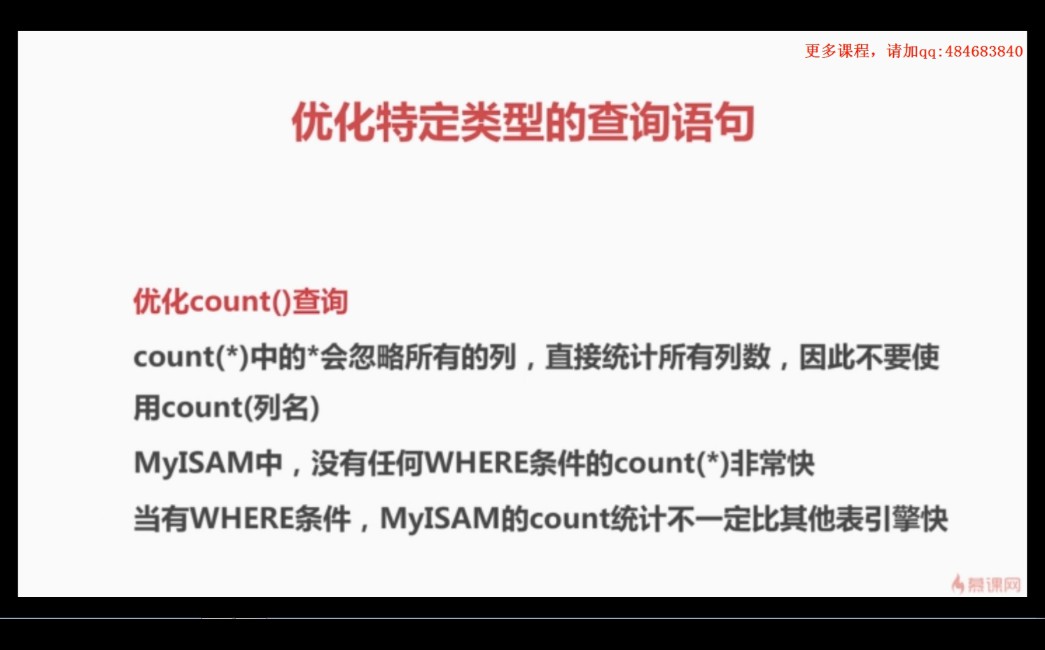 更多课程，请加qq:484683840
优化特定类型的查询语句
优化count()查询
count(*)中的*会忽略所有的列，直接统计所有列数，因此不要使
用count(列名)
MyISAM中，没有任何WHERE条件的count(*)非常快
当有WHERE条件，MyISAM的count统计不一定比其他表引擎快
慕课网